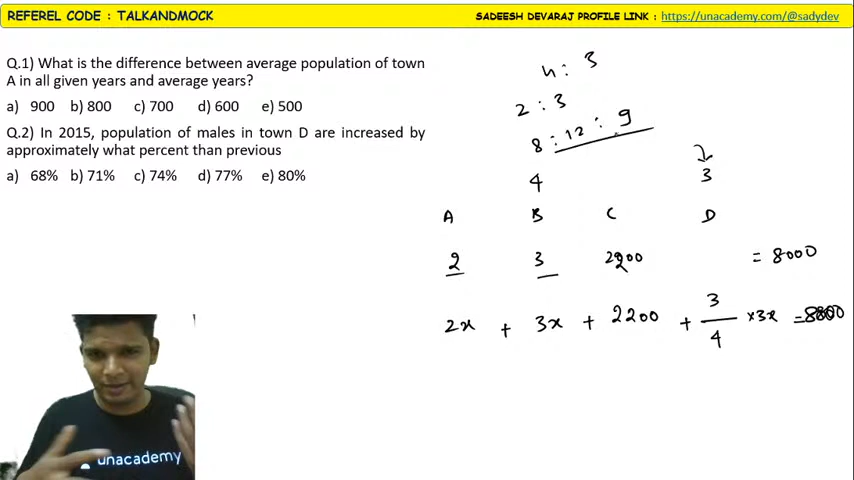 REFEREL CODE : TALKANDMOCK
SADEESH DEVARAJ PROFILE LINK : https://unacademy.com/@sadydev
Q.1) What is the difference between average population of town
A in all given years and average years?
a) 900 b) 800 c) 700 d) 600 e) 500
Q.2) In 2015, population of males in town D are increased by
approximately what percent than previous
a) 68% b) 71% c) 74% d) 77% e) 80%
4 : 3
2 : 3
8 : 12 : 9
4 3
A B C D
2 3 2200 = 8000
2x + 3x + 2200 + 3/4 × 3x =
unacademy